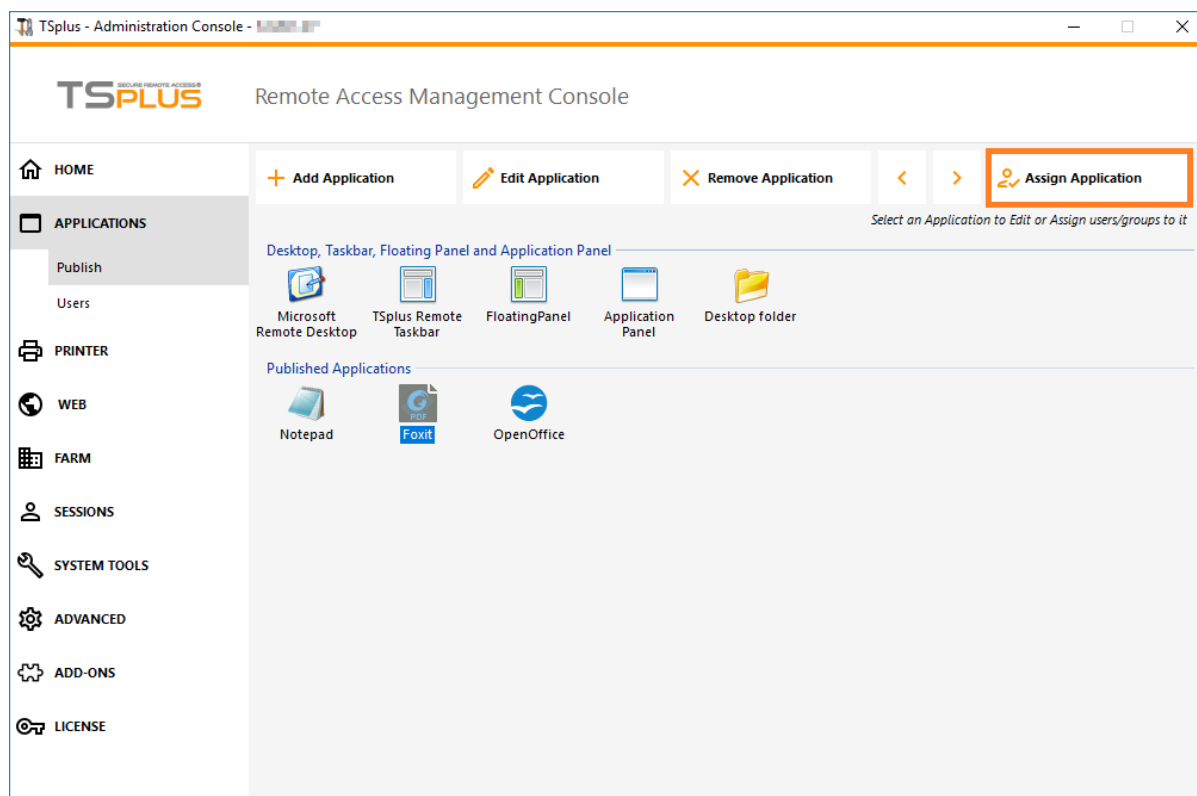 TSplus - Administration Console -
TSPLUS
SECURE REMOTE ACCESS
Remote Access Management Console
HOME
APPLICATIONS
Publish
Users
PRINTER
WEB
FARM
SESSIONS
SYSTEM TOOLS
ADVANCED
ADD-ONS
LICENSE
Add Application
Edit Application
Remove Application
Assign Application
Select an Application to Edit or Assign users/groups to it
Desktop, Taskbar, Floating Panel and Application Panel
Microsoft
Remote Desktop
TSplus Remote
Taskbar
FloatingPanel
Application
Panel
Desktop folder
Published Applications
Notepad
PDF
Foxit
OpenOffice